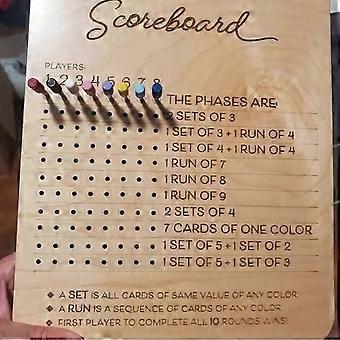 Scoreboard
PLAYERS:
1 2 3 4 5 6 7 8
THE PHASES ARE:
2 SETS OF 3
1 SET OF 3 + 1 RUN OF 4
1 SET OF 4 + 1 RUN OF 4
1 RUN OF 7
1 RUN OF 8
1 RUN OF 9
2 SETS OF 4
7 CARDS OF ONE COLOR
1 SET OF 5 + 1 SET OF 2
1 SET OF 5 + 1 SET OF 3
◆ A SET IS ALL CARDS OF SAME VALUE OF ANY COLOR
◆ A RUN IS A SEQUENCE OF CARDS OF ANY COLOR
◆ FIRST PLAYER TO COMPLETE ALL 10 ROUNDS WINS!